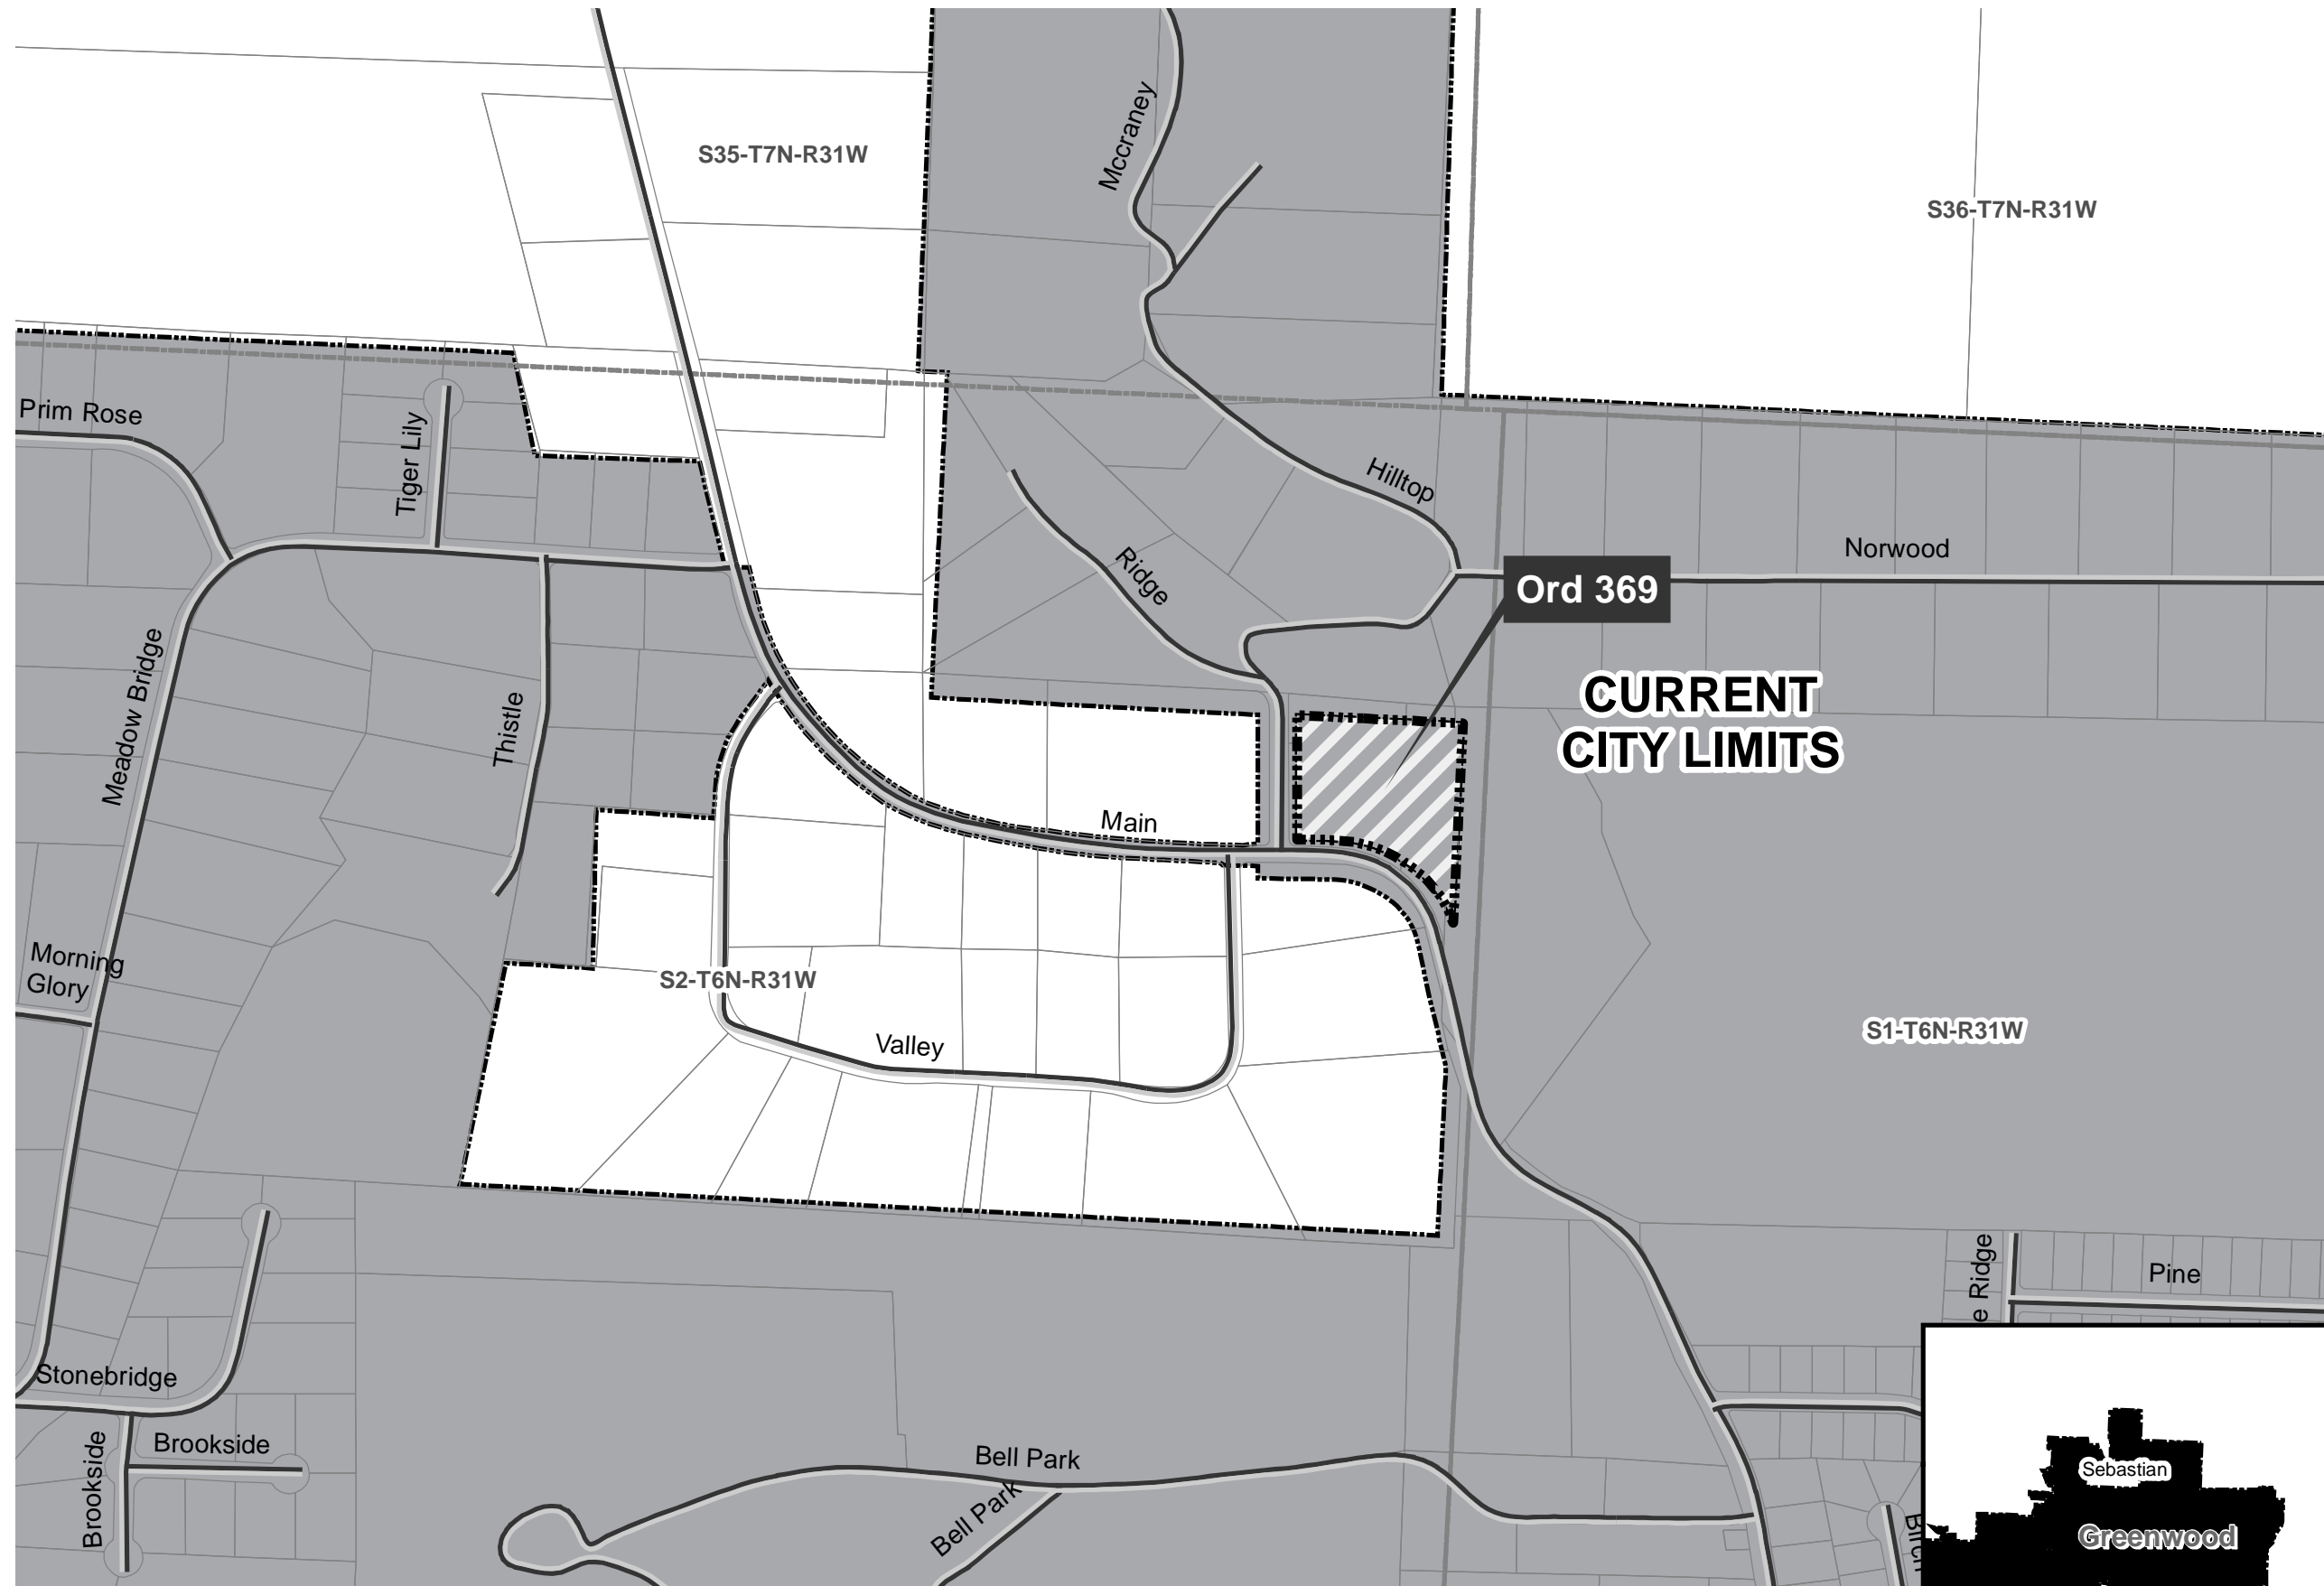 S35-T7N-R31W
Mccraney
S36-T7N-R31W
Prim Rose
Tiger Lily
Hilltop
Norwood
Ridge
Ord 369
Meadow Bridge
Thistle
CURRENT
CITY LIMITS
Main
Morning
Glory
S2-T6N-R31W
Valley
S1-T6N-R31W
e Ridge
Pine
Stonebridge
Brookside
Brookside
Bell Park
Bell Park
Sebastian
Greenwood